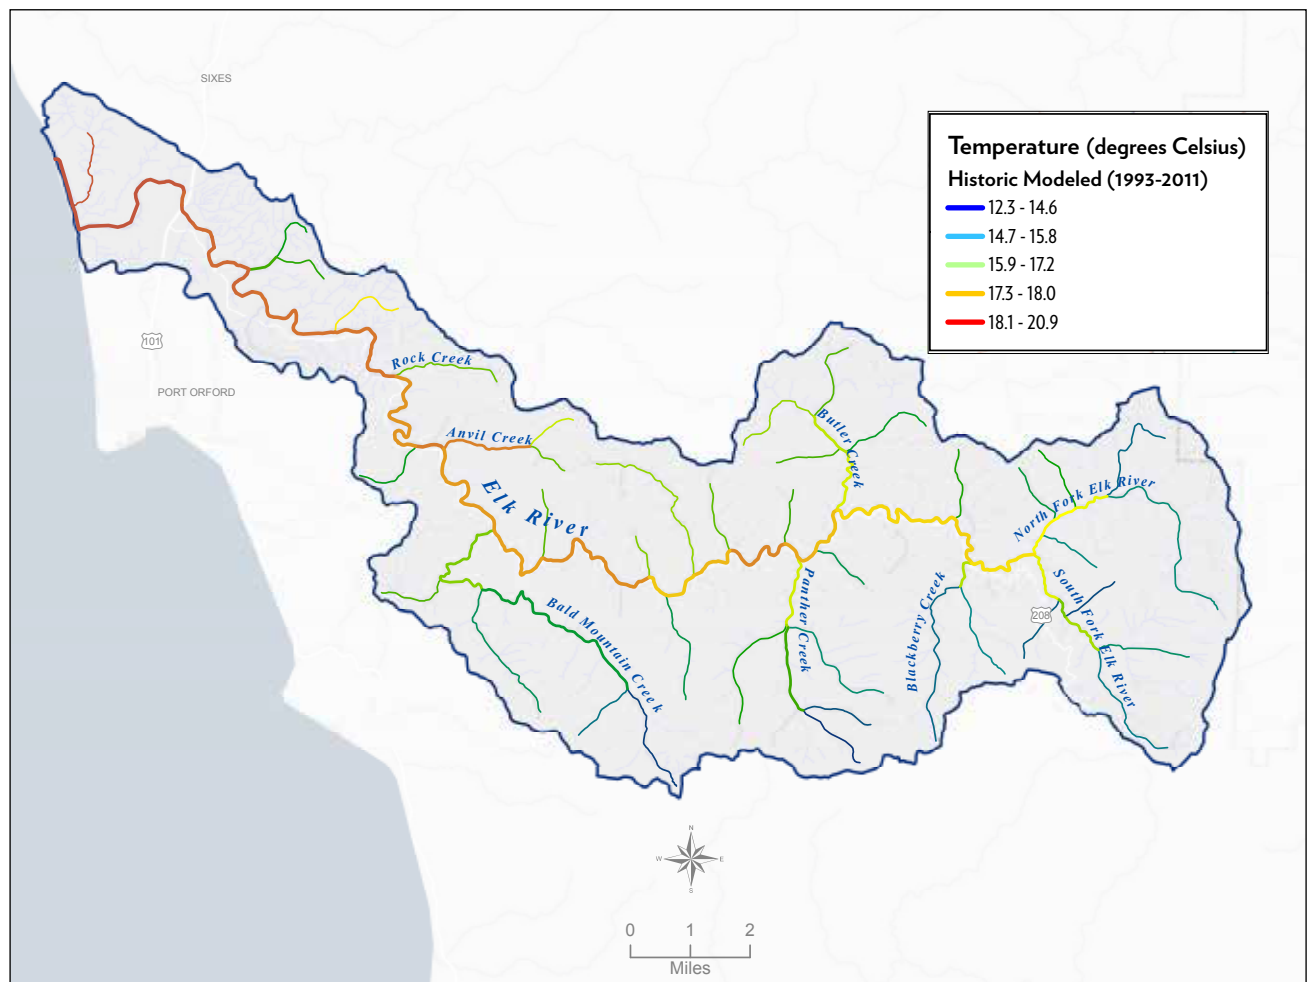 SIXES
Temperature (degrees Celsius)
Historic Modeled (1993-2011)
12.3 - 14.6
14.7 - 15.8
15.9 - 17.2
17.3 - 18.0
18.1 - 20.9
101
PORT ORFORD
Rock Creek
Anvil Creek
Butler Creek
Elk River
North Fork Elk River
Panther Creek
Blackberry Creek
South Fork Elk River
208
Bald Mountain Creek
N
W E
S
0 1 2
Miles